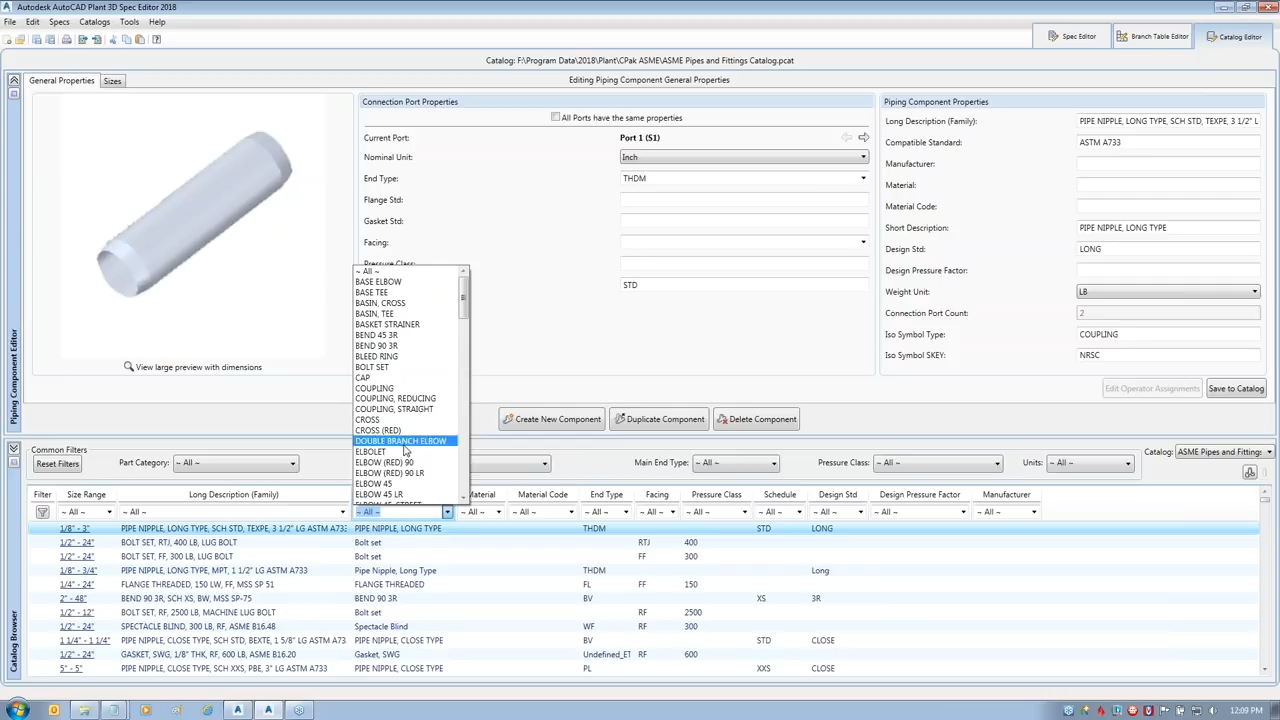 Autodesk AutoCAD Plant 3D Spec Editor 2018
File Edit Specs Catalogs Tools Help
Spec Editor Branch Table Editor Catalog Editor
Catalog: F:\Program Data\2018\Plant\CPak ASME\ASME Pipes and Fittings Catalog.pcat
General Properties Sizes Editing Piping Component General Properties
Connection Port Properties
All Ports have the same properties
Current Port: Port 1 (S1)
Nominal Unit: Inch
End Type: THDM
Flange Std:
Gasket Std:
Facing:
Pressure Class:
STD
Piping Component Properties
Long Description (Family): PIPE NIPPLE, LONG TYPE, SCH STD, TEXPE, 3 1/2" L
Compatible Standard: ASTM A733
Manufacturer:
Material:
Material Code:
Short Description: PIPE NIPPLE, LONG TYPE
Design Std: LONG
Design Pressure Factor:
Weight Unit: LB
Connection Port Count: 2
Iso Symbol Type: COUPLING
Iso Symbol SKEY: NRSC
Edit Operator Assignments Save to Catalog
View large preview with dimensions
Piping Component Editor
~ All ~
BASE ELBOW
BASE TEE
BASIN, CROSS
BASIN, TEE
BASKET STRAINER
BEND 45 3R
BEND 90 3R
BLEED RING
BOLT SET
CAP
COUPLING
COUPLING, REDUCING
COUPLING, STRAIGHT
CROSS
CROSS (RED)
DOUBLE BRANCH ELBOW
ELBOLET
ELBOW (RED) 90
ELBOW (RED) 90 LR
ELBOW 45
ELBOW 45 LR
Create New Component Duplicate Component Delete Component
Common Filters
Catalog: ASME Pipes and Fittings
Reset Filters Part Category: ~ All ~ Main End Type: ~ All ~ Pressure Class: ~ All ~ Units: ~ All ~
Filter Size Range Long Description (Family) Material Material Code End Type Facing Pressure Class Schedule Design Std Design Pressure Factor Manufacturer
~ All ~ ~ All ~ ~ All ~ ~ All ~ ~ All ~ ~ All ~ ~ All ~ ~ All ~ ~ All ~ ~ All ~ ~ All ~ ~ All ~
1/8" - 3" PIPE NIPPLE, LONG TYPE, SCH STD, TEXPE, 3 1/2" LG ASTM A733 PIPE NIPPLE, LONG TYPE THDM STD LONG
1/2" - 24" BOLT SET, RTJ, 400 LB, LUG BOLT Bolt set RTJ 400
1/2" - 24" BOLT SET, FF, 300 LB, LUG BOLT Bolt set FF 300
1/8" - 3/4" PIPE NIPPLE, LONG TYPE, MPT, 1 1/2" LG ASTM A733 Pipe Nipple, Long Type THDM Long
1/4" - 24" FLANGE THREADED, 150 LW, FF, MSS SP 51 FLANGE THREADED FL FF 150
2" - 48" BEND 90 3R, SCH XS, BW, MSS SP-75 BEND 90 3R BV XS 3R
1/2" - 12" BOLT SET, RF, 2500 LB, MACHINE LUG BOLT Bolt set RF 2500
1/2" - 24" SPECTACLE BLIND, 300 LB, RF, ASME B16.48 Spectacle Blind WF RF 300
1 1/4" - 1 1/4" PIPE NIPPLE, CLOSE TYPE, SCH STD, BEXTE, 1 5/8" LG ASTM A733 PIPE NIPPLE, CLOSE TYPE BV STD CLOSE
1/2" - 24" GASKET, SWG, 1/8" THK, RF, 600 LB, ASME B16.20 Gasket, SWG Undefined_ET RF 600
5" - 5" PIPE NIPPLE, CLOSE TYPE, SCH XXS, PBE, 3" LG ASTM A733 PIPE NIPPLE, CLOSE TYPE PL XXS CLOSE
Catalog Browser
12:09 PM